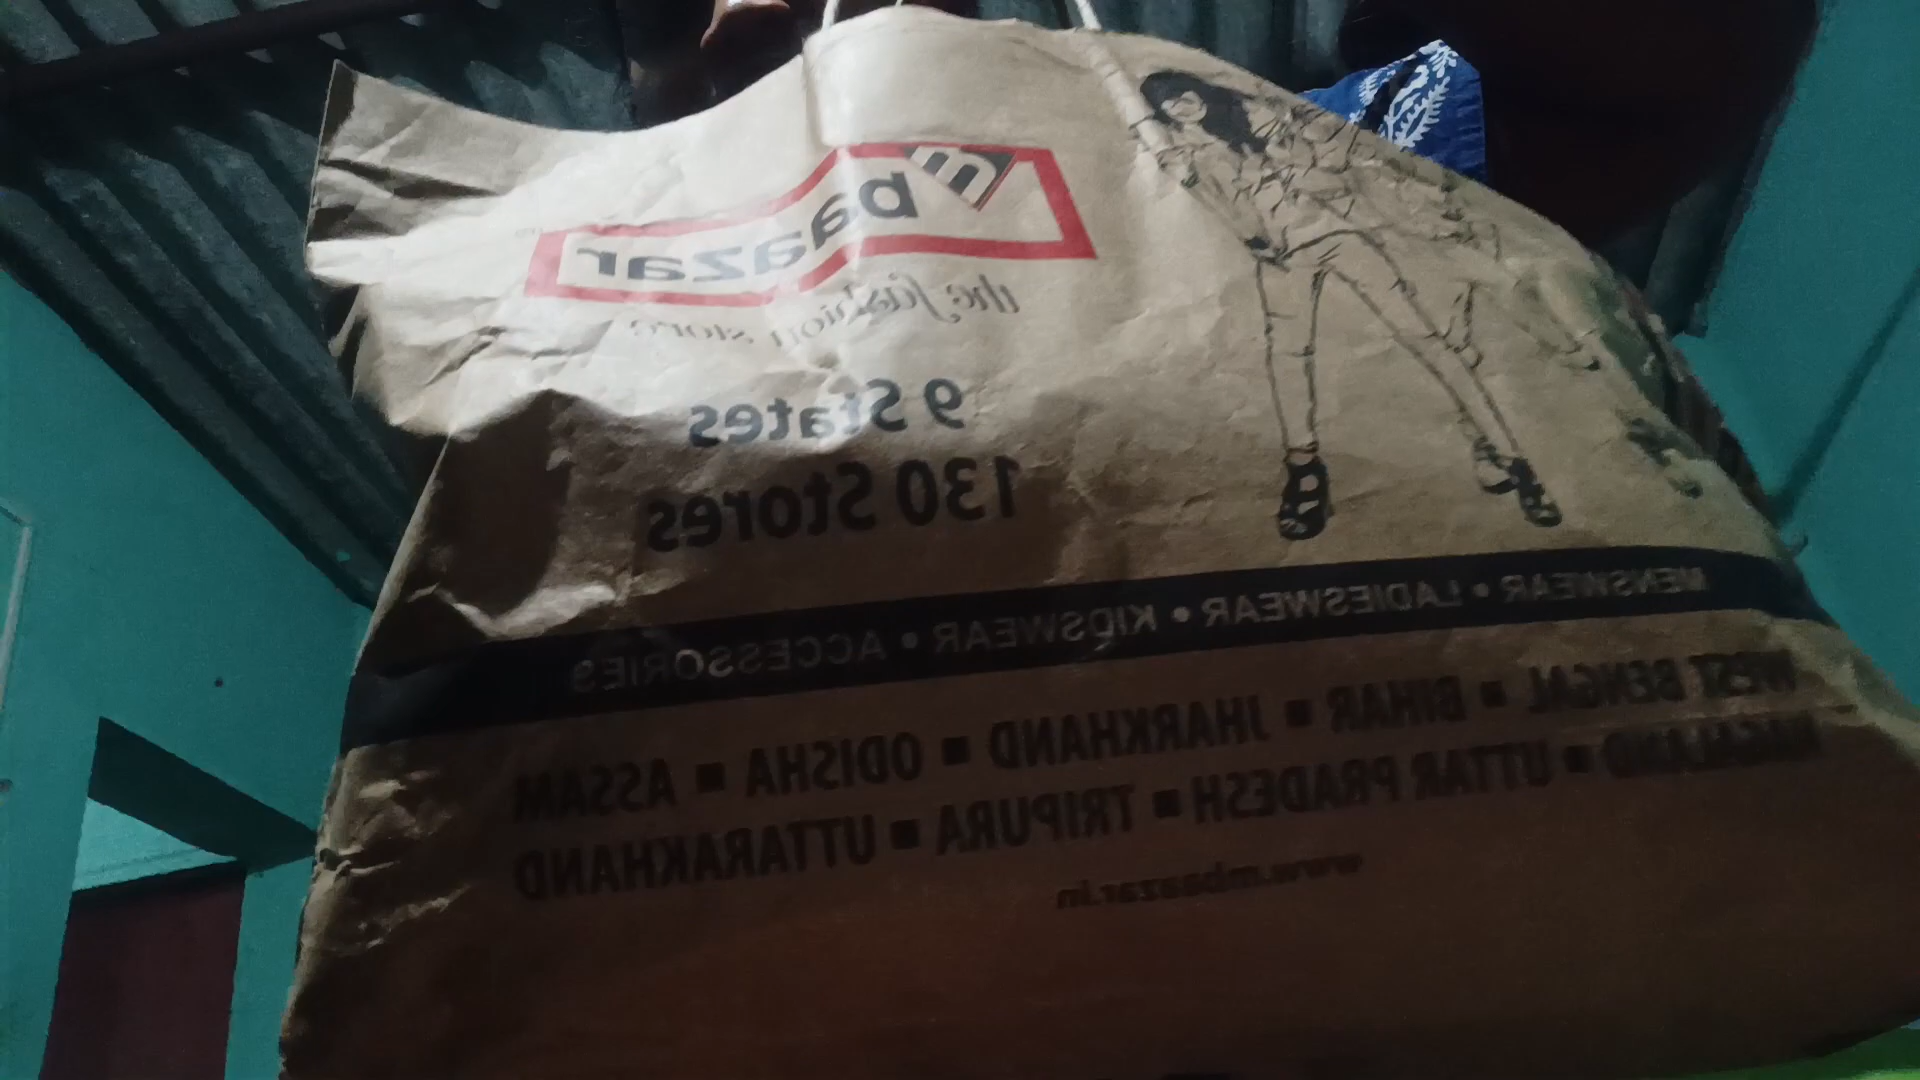 m baazar
the fashion store
9 States
130 Stores
MENSWEAR • LADIESWEAR • KIDSWEAR • ACCESSORIES
WEST BENGAL ▪ BIHAR ▪ JHARKHAND ▪ ODISHA ▪ ASSAM
NAGALAND ▪ UTTAR PRADESH ▪ TRIPURA ▪ UTTARAKHAND
www.mbaazar.in